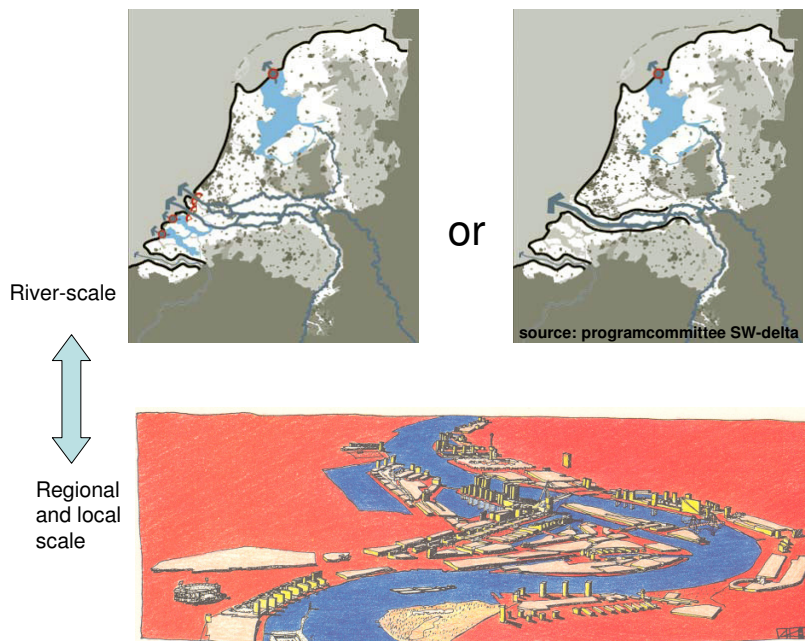 or
River-scale
source: programcommittee SW-delta
Regional
and local
scale